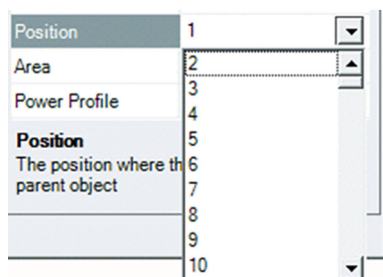 Position 1
Area 2
3
Power Profile 4
Position 5
The position where th 6
parent object 7
8
9
10